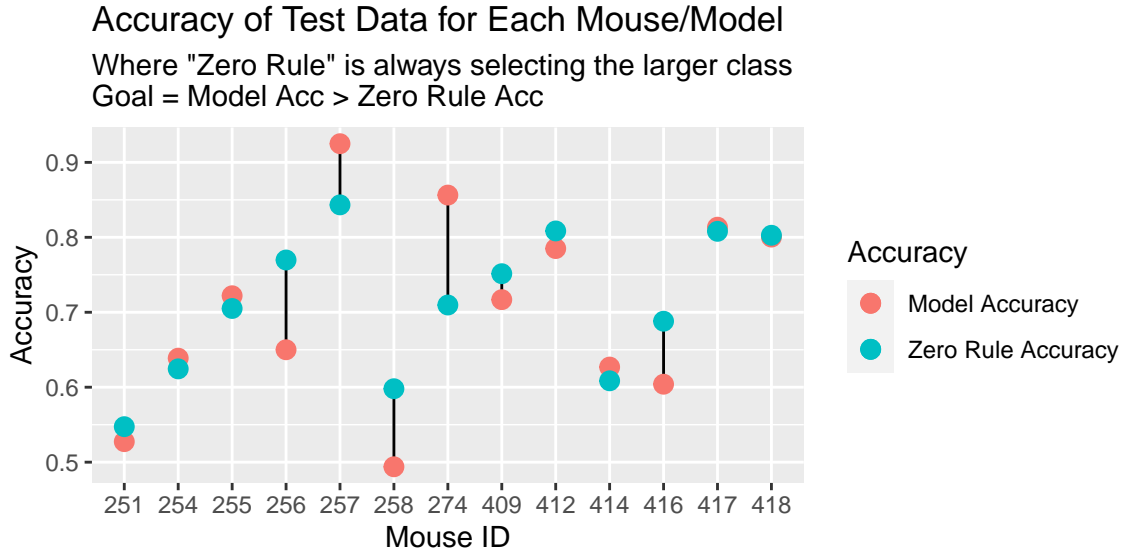 Accuracy of Test Data for Each Mouse/Model
Where "Zero Rule" is always selecting the larger class
Goal = Model Acc > Zero Rule Acc
Accuracy
0.9
0.8
0.7
0.6
0.5
251 254 255 256 257 258 274 409 412 414 416 417 418
Mouse ID
Accuracy
Model Accuracy
Zero Rule Accuracy